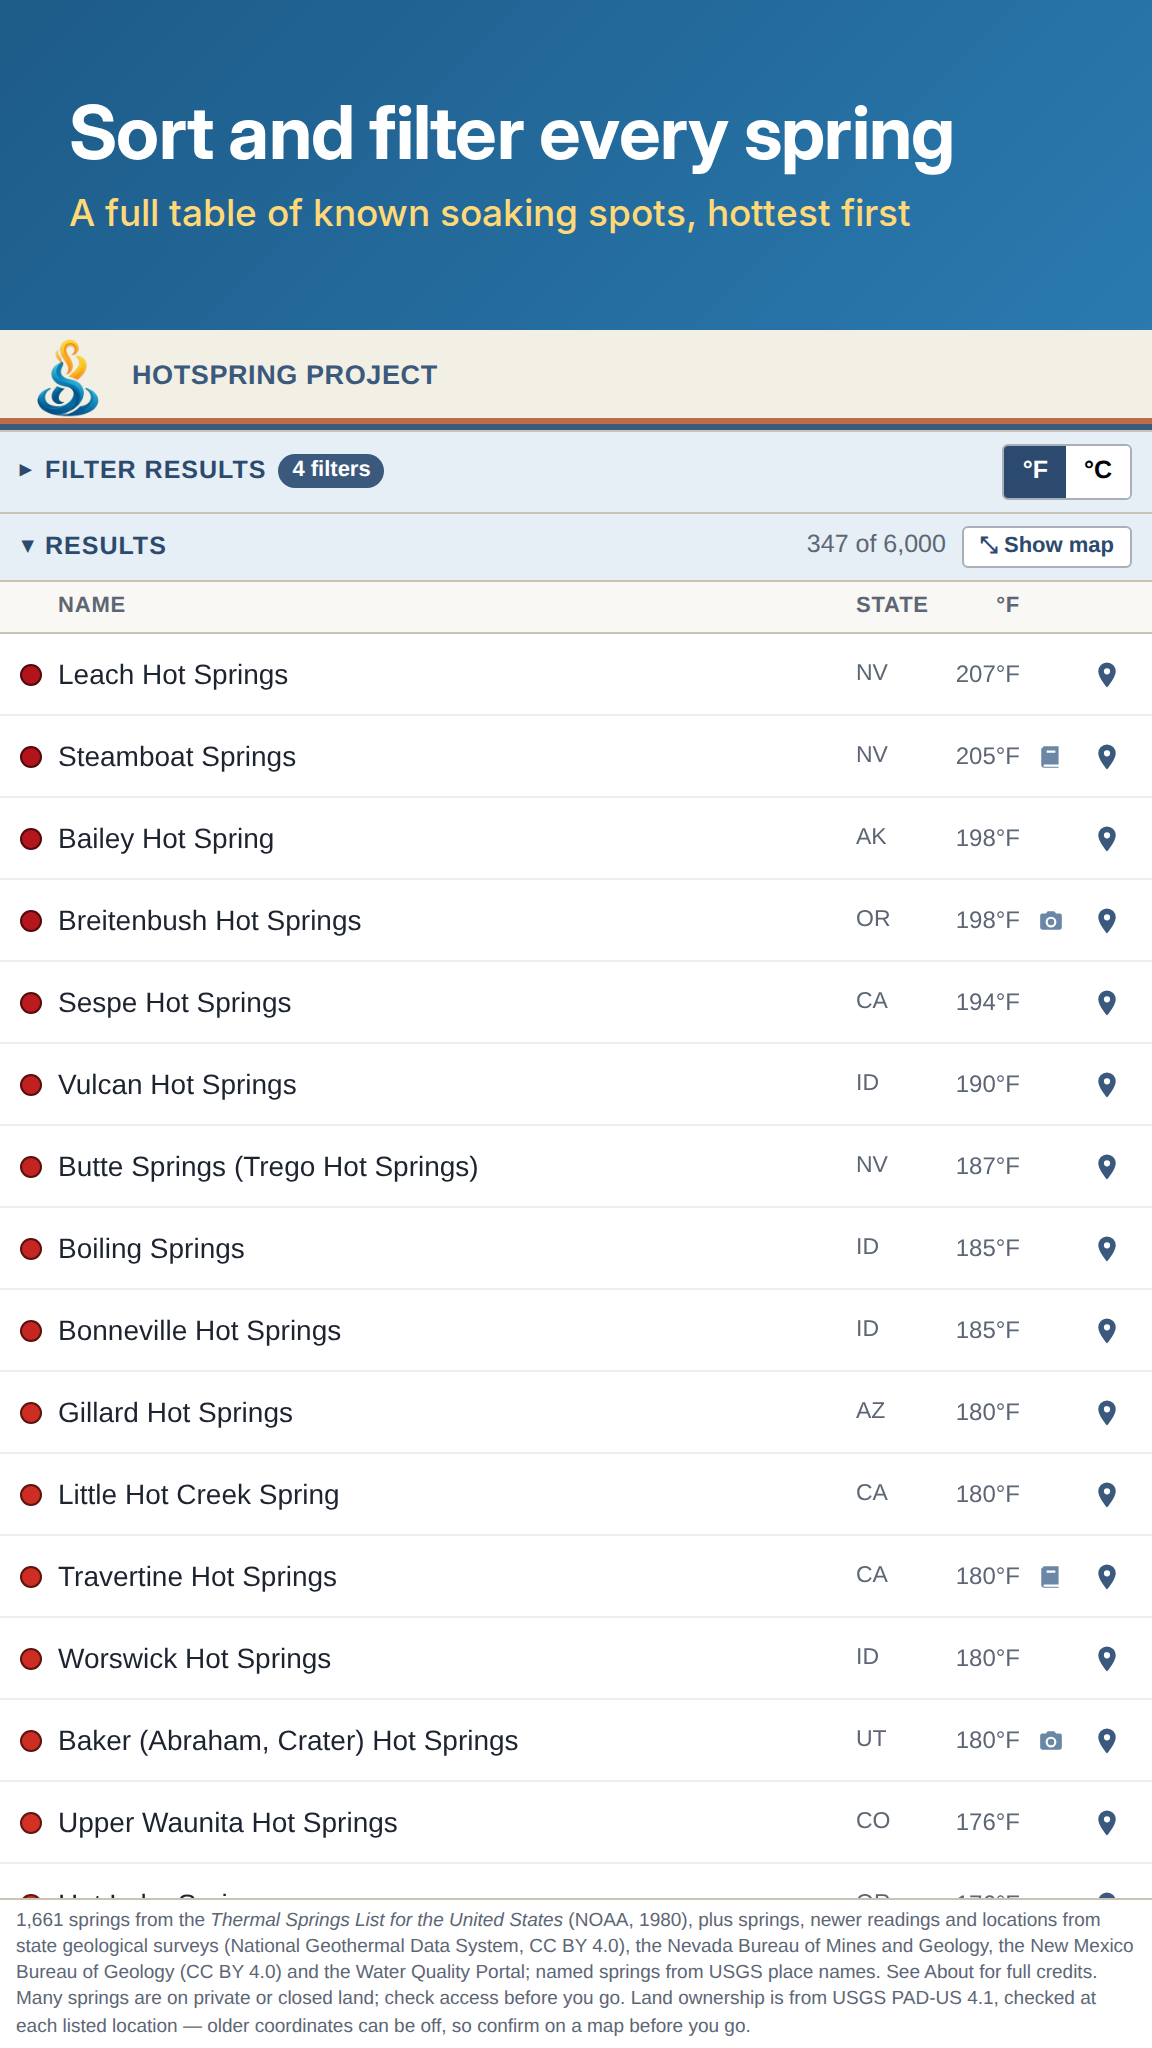 Sort and filter every spring
A full table of known soaking spots, hottest first
HOTSPRING PROJECT
► FILTER RESULTS 4 filters °F °C
▼ RESULTS 347 of 6,000 ⤡ Show map
NAME STATE °F
Leach Hot Springs NV 207°F
Steamboat Springs NV 205°F
Bailey Hot Spring AK 198°F
Breitenbush Hot Springs OR 198°F
Sespe Hot Springs CA 194°F
Vulcan Hot Springs ID 190°F
Butte Springs (Trego Hot Springs) NV 187°F
Boiling Springs ID 185°F
Bonneville Hot Springs ID 185°F
Gillard Hot Springs AZ 180°F
Little Hot Creek Spring CA 180°F
Travertine Hot Springs CA 180°F
Worswick Hot Springs ID 180°F
Baker (Abraham, Crater) Hot Springs UT 180°F
Upper Waunita Hot Springs CO 176°F
1,661 springs from the Thermal Springs List for the United States (NOAA, 1980), plus springs, newer readings and locations from
state geological surveys (National Geothermal Data System, CC BY 4.0), the Nevada Bureau of Mines and Geology, the New Mexico
Bureau of Geology (CC BY 4.0) and the Water Quality Portal; named springs from USGS place names. See About for full credits.
Many springs are on private or closed land; check access before you go. Land ownership is from USGS PAD-US 4.1, checked at
each listed location — older coordinates can be off, so confirm on a map before you go.